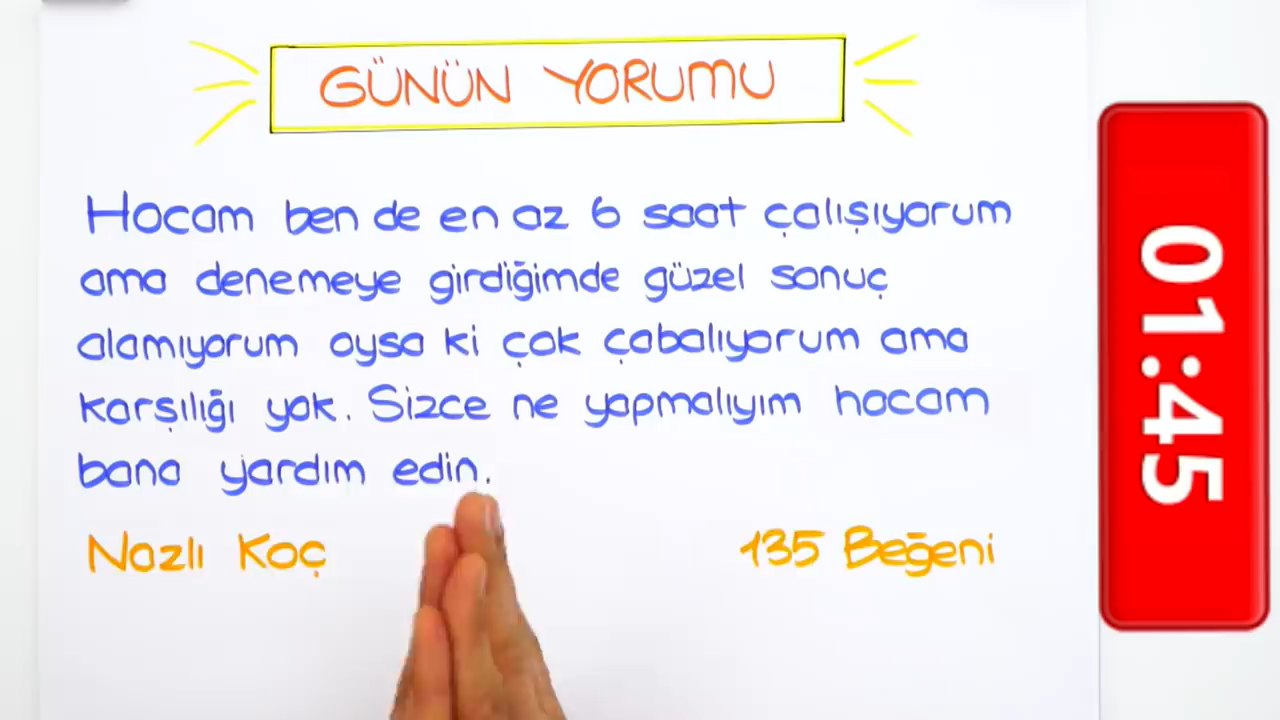 GÜNÜN YORUMU
Hocam ben de en az 6 saat çalışıyorum
ama denemeye girdiğimde güzel sonuç
alamıyorum oysa ki çok çabalıyorum ama
karşılığı yok. Sizce ne yapmalıyım hocam
bana yardım edin.
Nazlı Koç
135 Beğeni
01:45